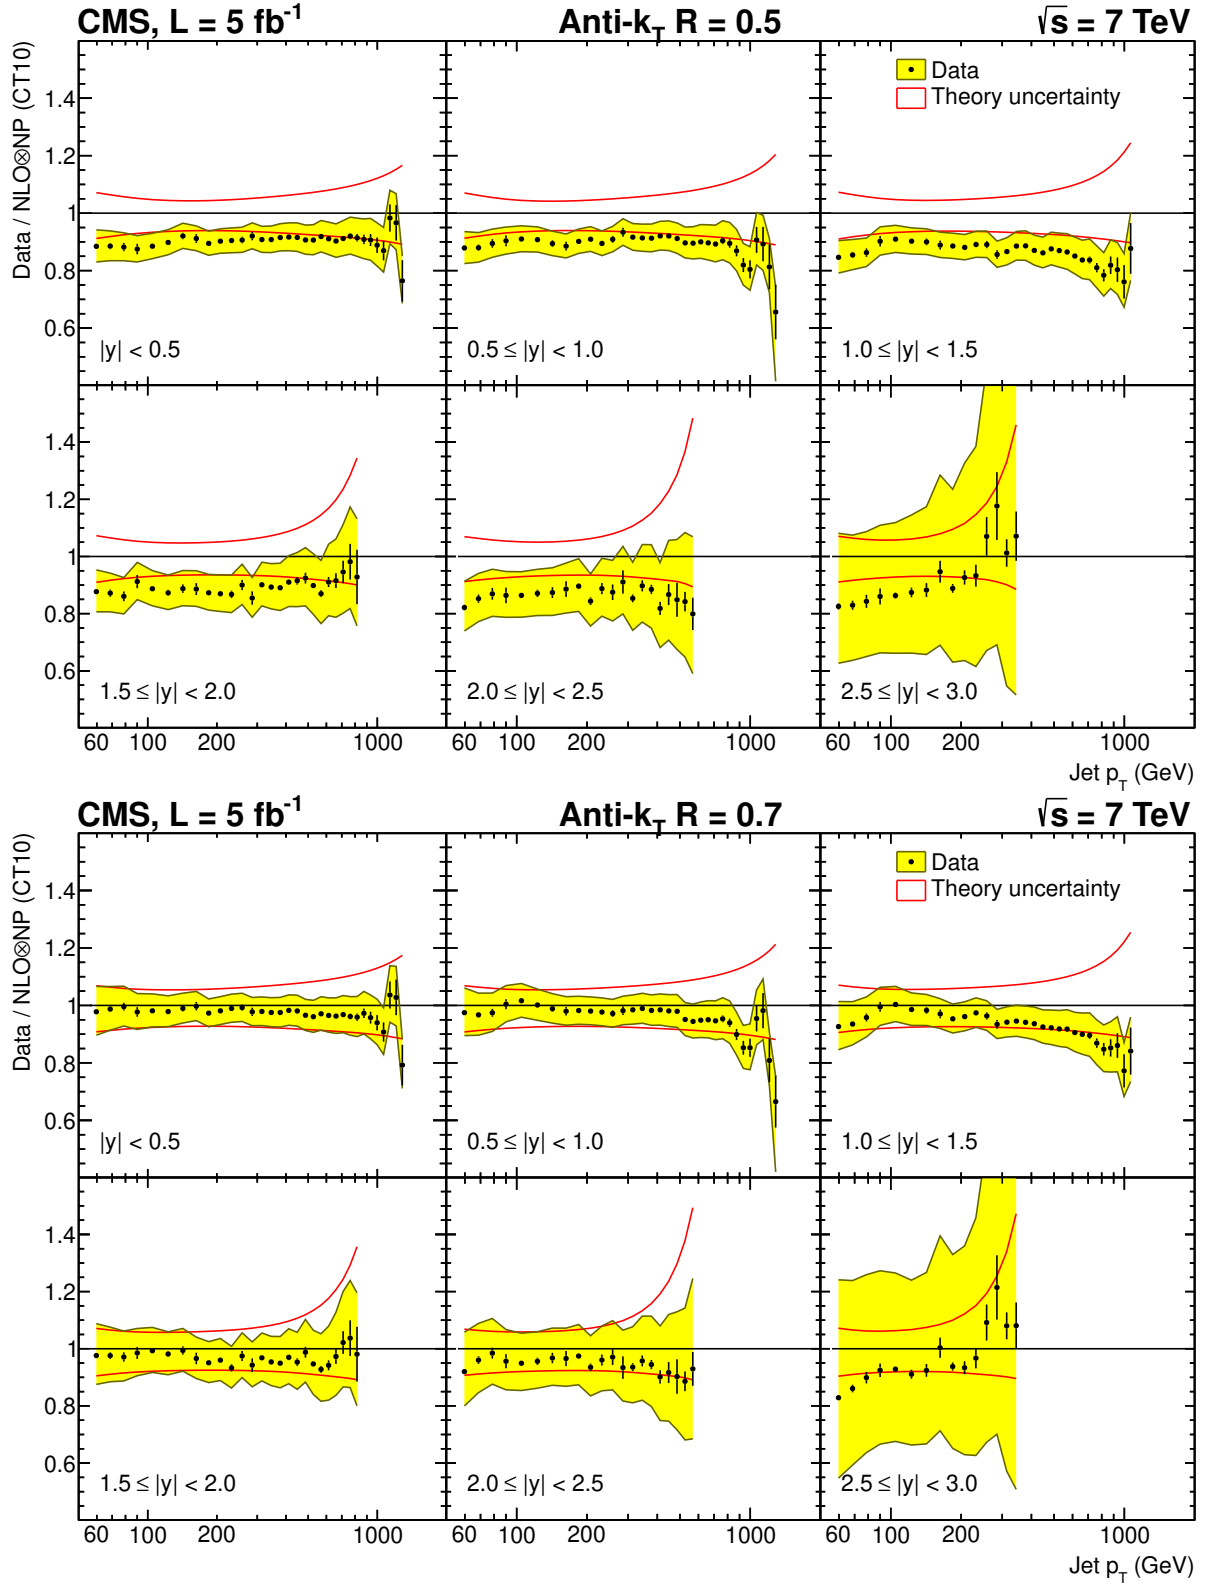 CMS, L = 5 fb⁻¹ Anti-k_T R = 0.5 √s = 7 TeV
Data / NLO⊗NP (CT10)
Data
Theory uncertainty
1.4
1.2
1
0.8
0.6
|y| < 0.5 0.5 ≤ |y| < 1.0 1.0 ≤ |y| < 1.5
1.4
1.2
1
0.8
0.6
1.5 ≤ |y| < 2.0 2.0 ≤ |y| < 2.5 2.5 ≤ |y| < 3.0
60 100 200 1000 60 100 200 1000 60 100 200 1000
Jet p_T (GeV)
CMS, L = 5 fb⁻¹ Anti-k_T R = 0.7 √s = 7 TeV
Data / NLO⊗NP (CT10)
Data
Theory uncertainty
1.4
1.2
1
0.8
0.6
|y| < 0.5 0.5 ≤ |y| < 1.0 1.0 ≤ |y| < 1.5
1.4
1.2
1
0.8
0.6
1.5 ≤ |y| < 2.0 2.0 ≤ |y| < 2.5 2.5 ≤ |y| < 3.0
60 100 200 1000 60 100 200 1000 60 100 200 1000
Jet p_T (GeV)